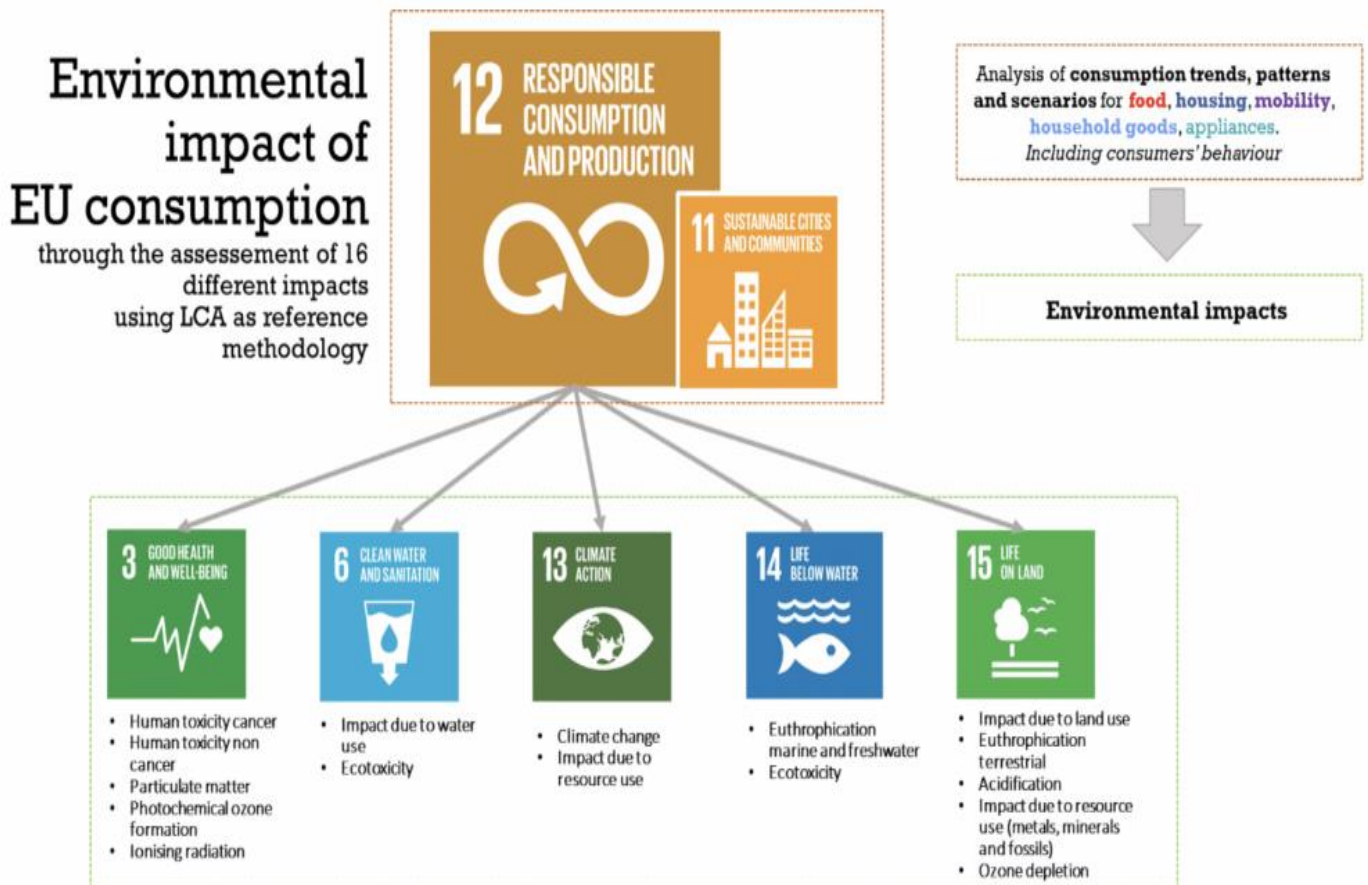 Environmental
impact of
EU consumption
through the assessement of 16
different impacts
using LCA as reference
methodology
12 RESPONSIBLE
CONSUMPTION
AND PRODUCTION
11 SUSTAINABLE CITIES
AND COMMUNITIES
Analysis of consumption trends, patterns
and scenarios for food, housing, mobility,
household goods, appliances.
Including consumers' behaviour
Environmental impacts
3 GOOD HEALTH
AND WELL-BEING
• Human toxicity cancer
• Human toxicity non
cancer
• Particulate matter
• Photochemical ozone
formation
• Ionising radiation
6 CLEAN WATER
AND SANITATION
• Impact due to water
use
• Ecotoxicity
13 CLIMATE
ACTION
• Climate change
• Impact due to
resource use
14 LIFE
BELOW WATER
• Euthrophication
marine and freshwater
• Ecotoxicity
15 LIFE
ON LAND
• Impact due to land use
• Euthrophication
terrestrial
• Acidification
• Impact due to resource
use (metals, minerals
and fossils)
• Ozone depletion